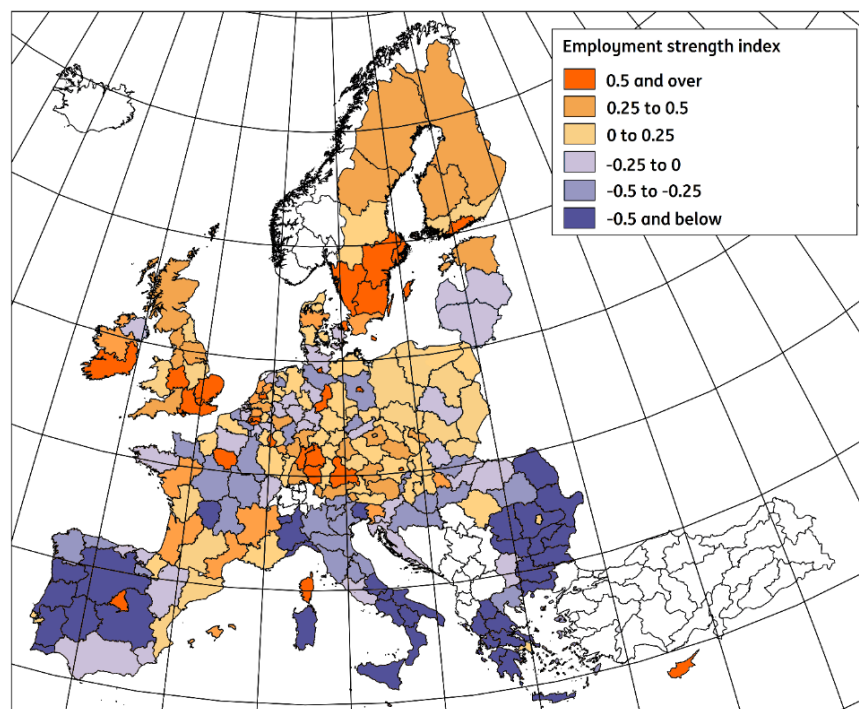 Employment strength index
0.5 and over
0.25 to 0.5
0 to 0.25
-0.25 to 0
-0.5 to -0.25
-0.5 and below